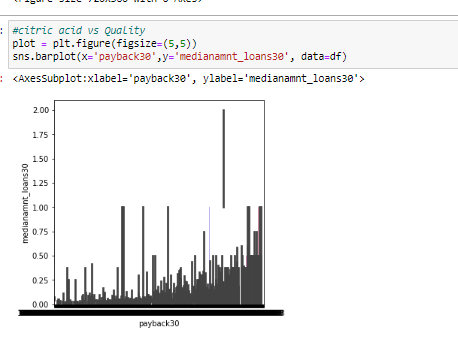 #citric acid vs Quality
plot = plt.figure(figsize=(5,5))
sns.barplot(x='payback30',y='medianamnt_loans30', data=df)
<AxesSubplot:xlabel='payback30', ylabel='medianamnt_loans30'>
2.00
1.75
1.50
1.25
1.00
0.75
0.50
0.25
0.00
medianamnt_loans30
payback30